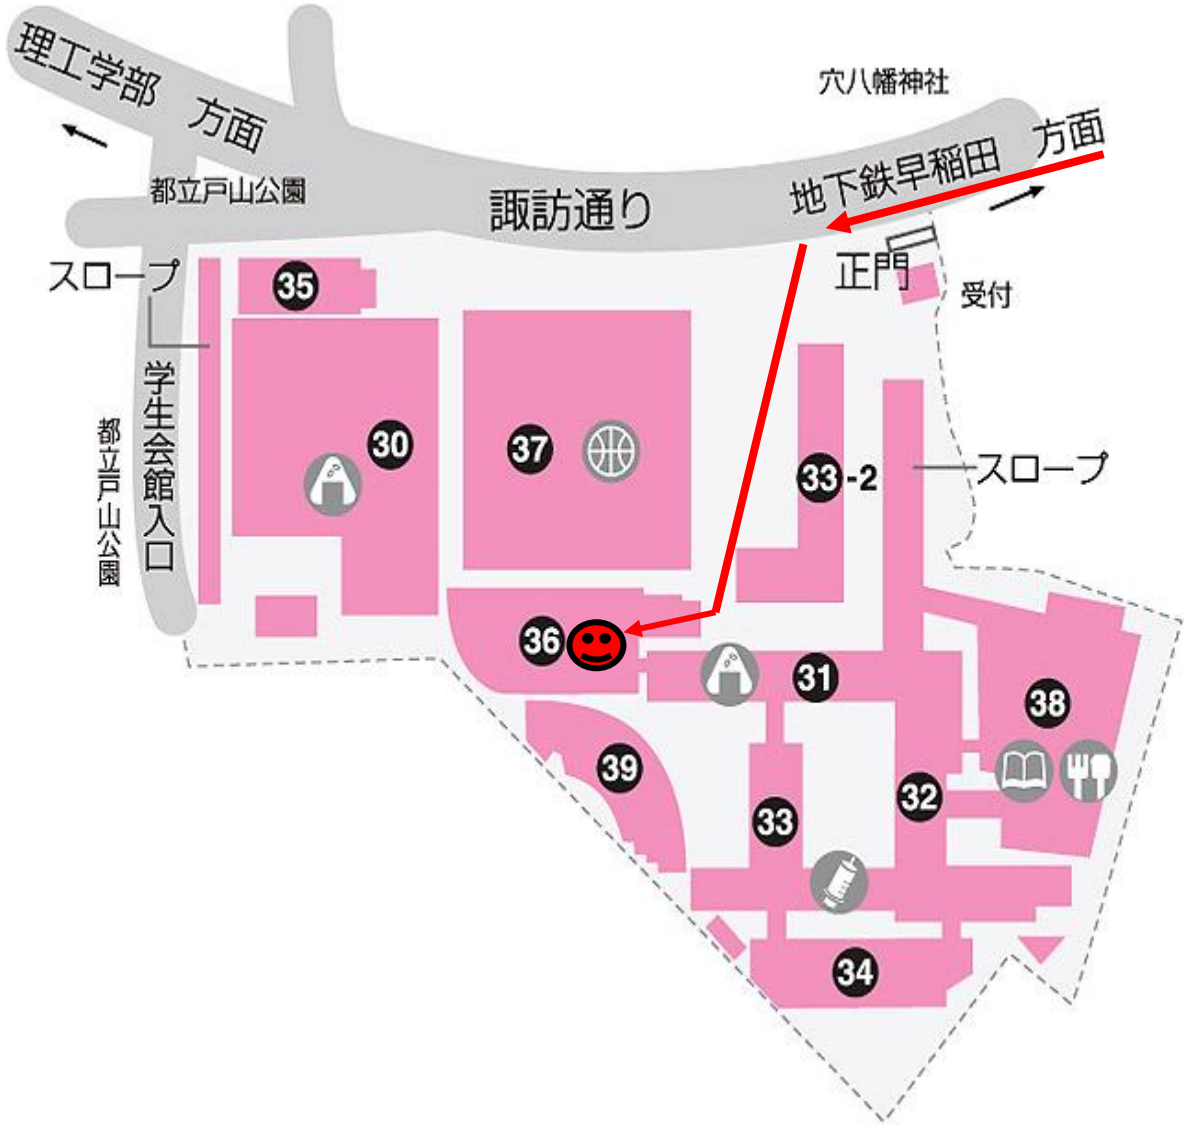 理工学部 方面
穴八幡神社
地下鉄早稲田 方面
都立戸山公園
諏訪通り
正門
受付
スロープ
35
学生会館入口
都立戸山公園
30
37
33-2
スロープ
36
31
38
39
33
32
34